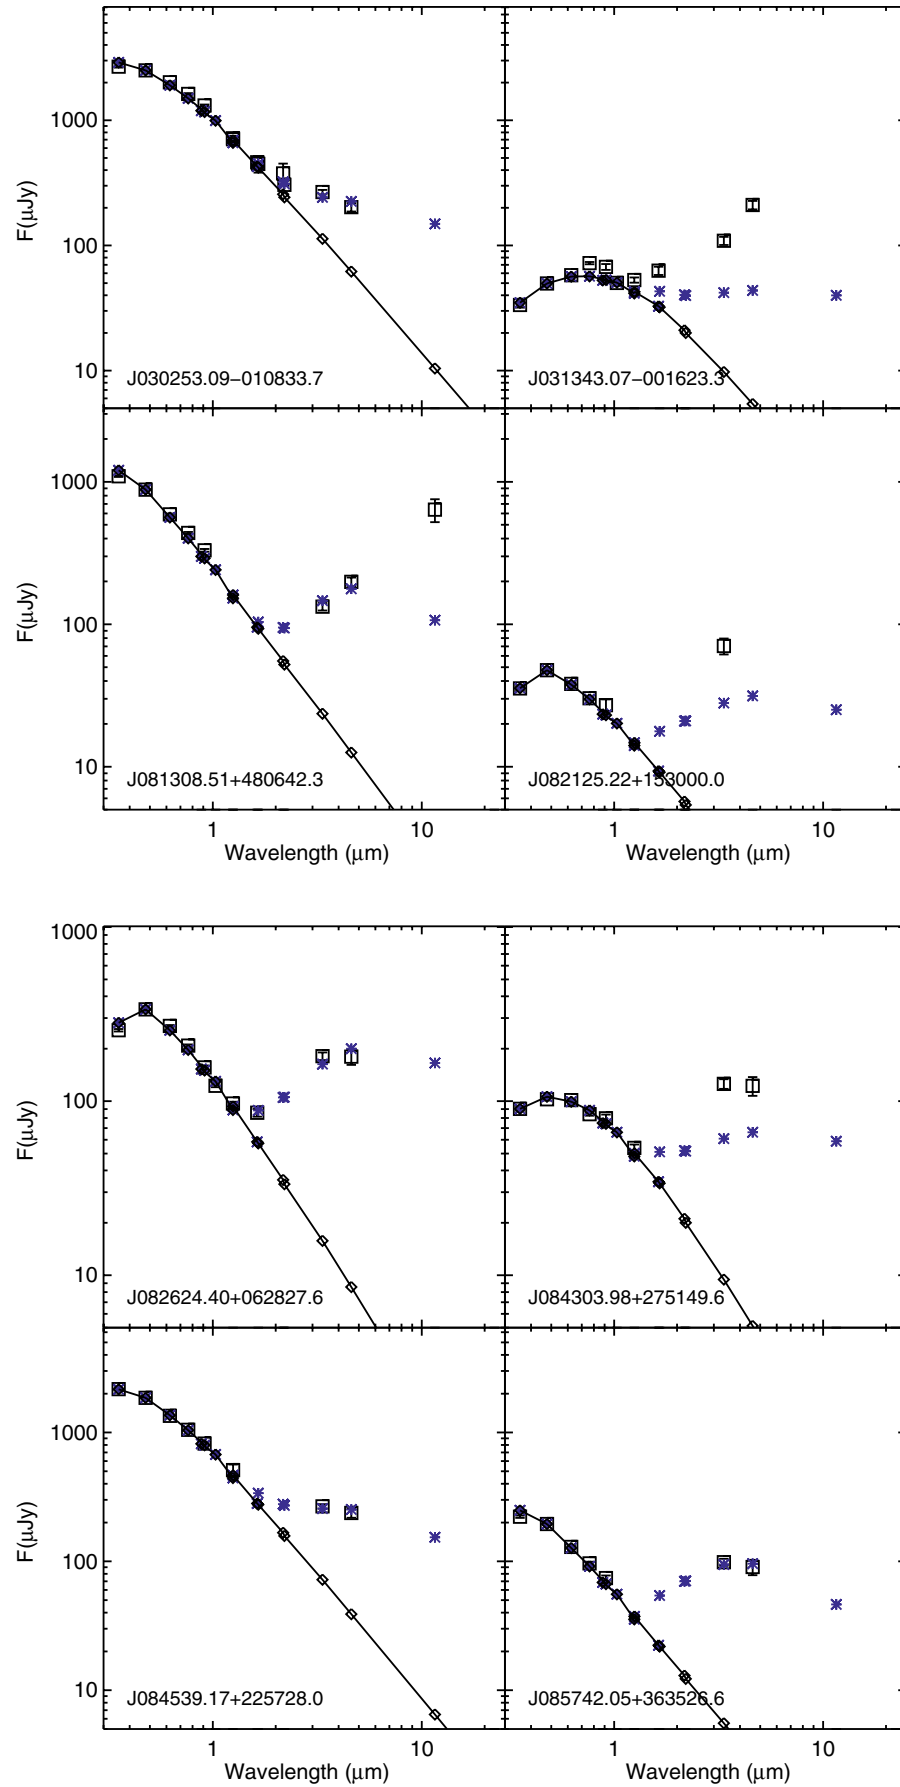 1000
100
10
F(μJy)
J030253.09−010833.7
J031343.07−001623.3
1000
100
10
F(μJy)
J081308.51+480642.3
J082125.22+153000.0
1
10
1
10
Wavelength (μm)
Wavelength (μm)
1000
100
10
F(μJy)
J082624.40+062827.6
J084303.98+275149.6
1000
100
10
F(μJy)
J084539.17+225728.0
J085742.05+363526.6
1
10
1
10
Wavelength (μm)
Wavelength (μm)